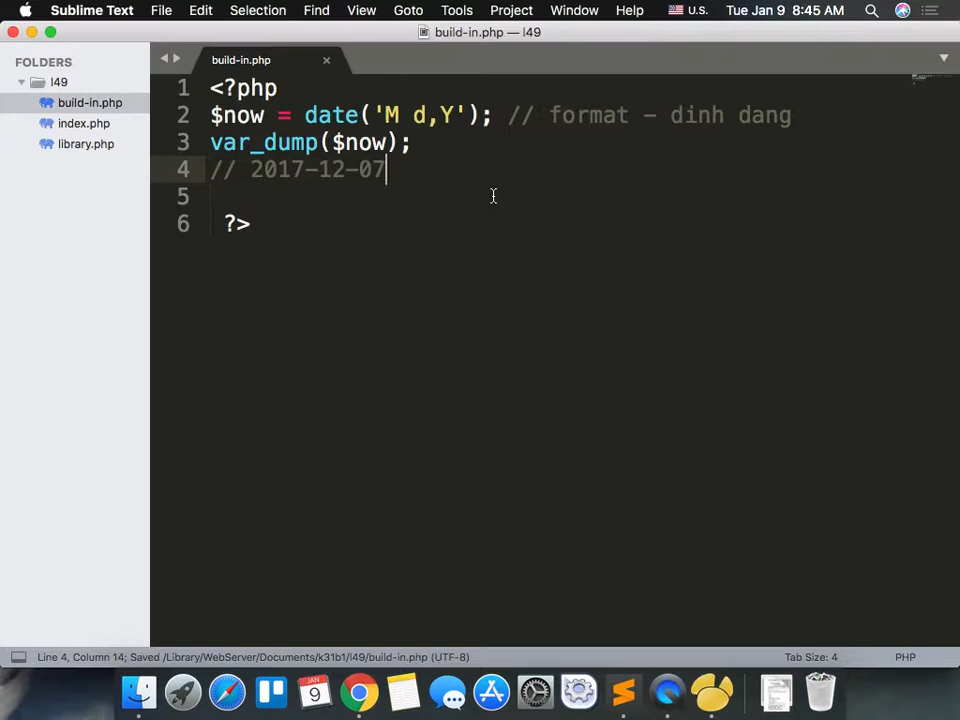 Sublime Text File Edit Selection Find View Goto Tools Project Window Help U.S. Tue Jan 9 8:45 AM
build-in.php — l49
FOLDERS
l49
build-in.php
index.php
library.php
build-in.php ×
1 <?php
2 $now = date('M d,Y'); // format - dinh dang
3 var_dump($now);
4 // 2017-12-07
5
6 ?>
Line 4, Column 14; Saved /Library/WebServer/Documents/k31b1/l49/build-in.php (UTF-8) Tab Size: 4 PHP
JAN
9